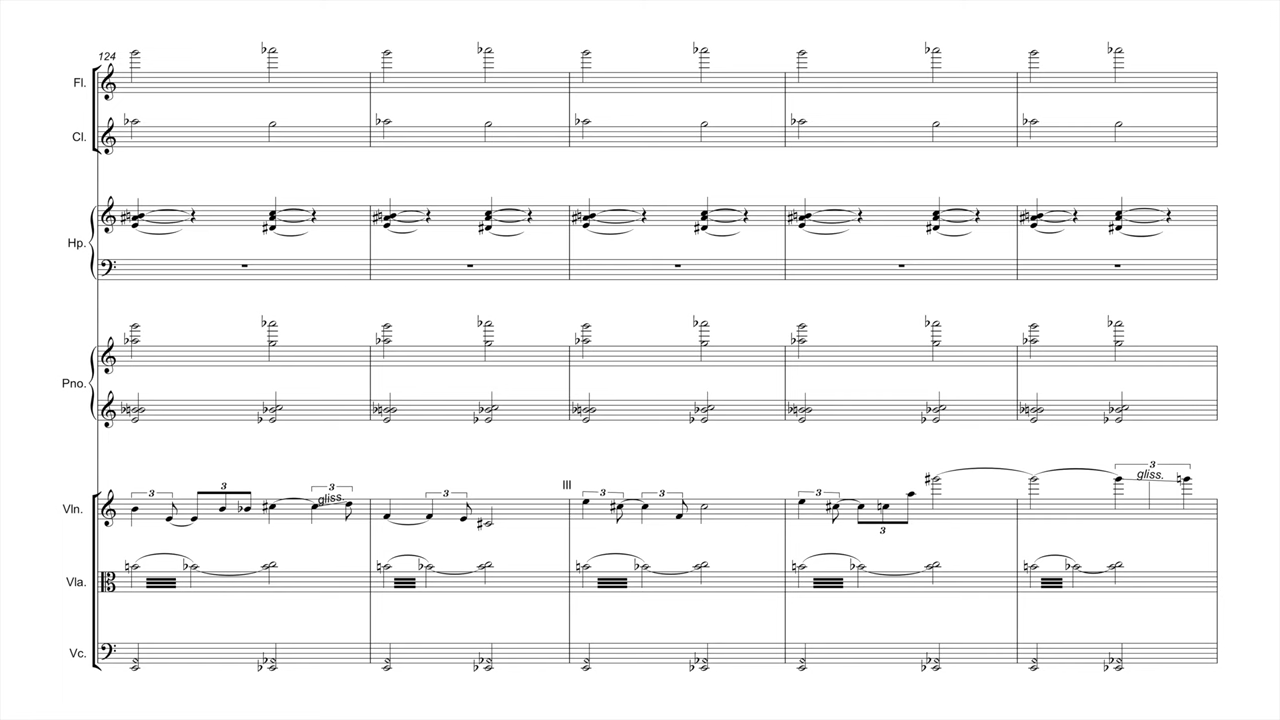 124
Fl.
Cl.
Hp.
Pno.
III
gliss.
3 3 3 gliss. 3 3 3 3 3 3
Vln.
Vla.
Vc.